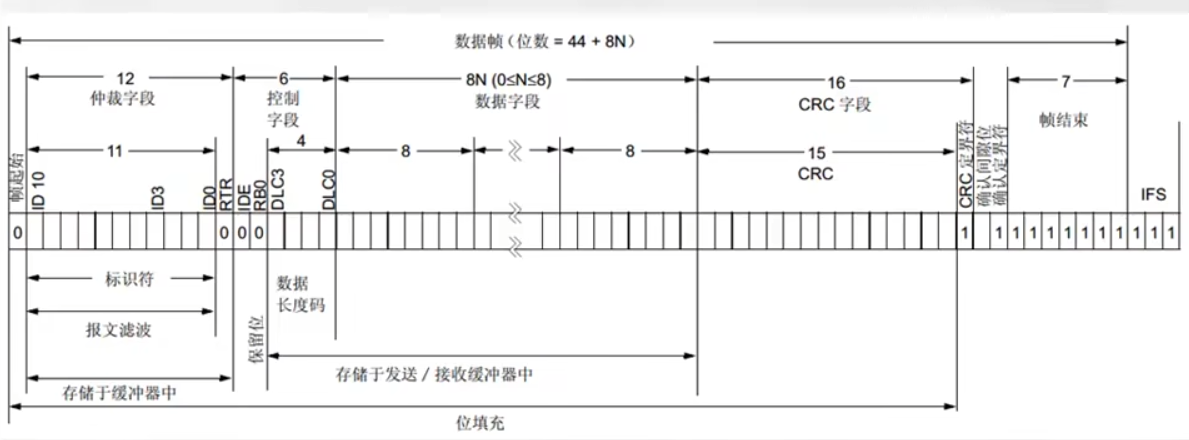 数据帧（位数 = 44 + 8N）
12
仲裁字段
6
控制
字段
8N (0≤N≤8)
数据字段
16
CRC 字段
7
帧结束
11
4
8
8
15
CRC
帧起始
ID 10
ID3
ID0
RTR
IDE
RB0
DLC3
DLC0
CRC 定界符
确认间隙位
确认定界符
IFS
0 0 0 0 1 1 1 1 1 1 1 1 1 1 1 1
标识符
数据
长度码
报文滤波
保留位
存储于发送 / 接收缓冲器中
存储于缓冲器中
位填充